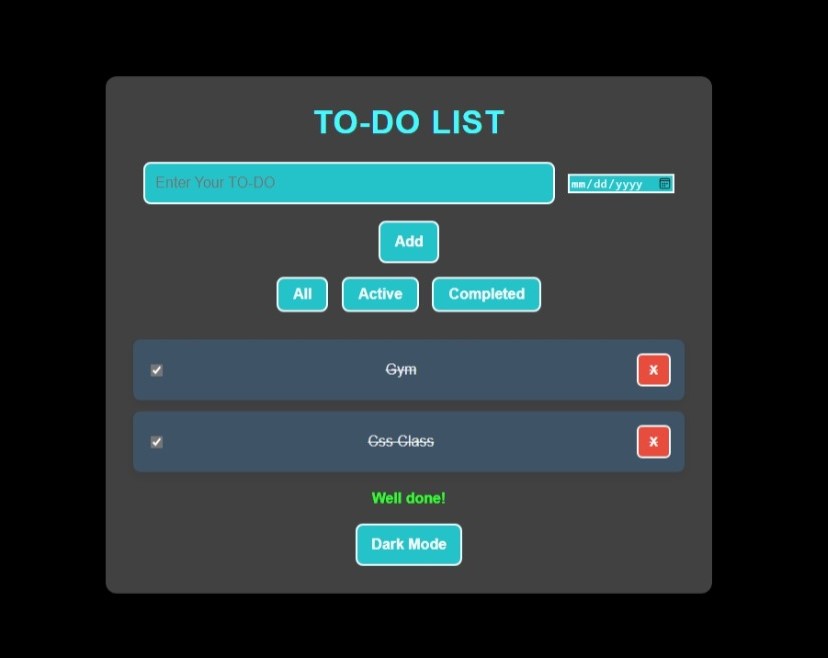 TO-DO LIST
Enter Your TO-DO mm/dd/yyyy
Add
All Active Completed
Gym X
Css Class X
Well done!
Dark Mode